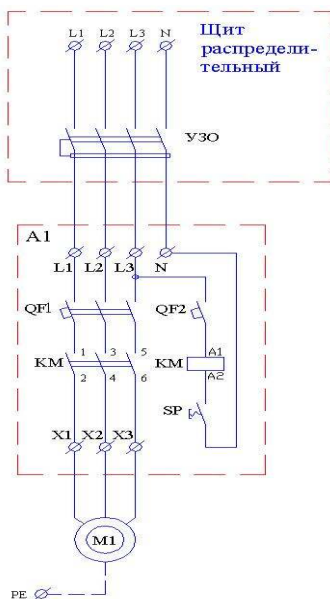 L1 L2 L3 N
Щит
распредели-
тельный
УЗО
A1
L1 L2 L3 N
QF1
QF2
KM
1 3 5
2 4 6
KM
A1
A2
SP
X1 X2 X3
M1
PE